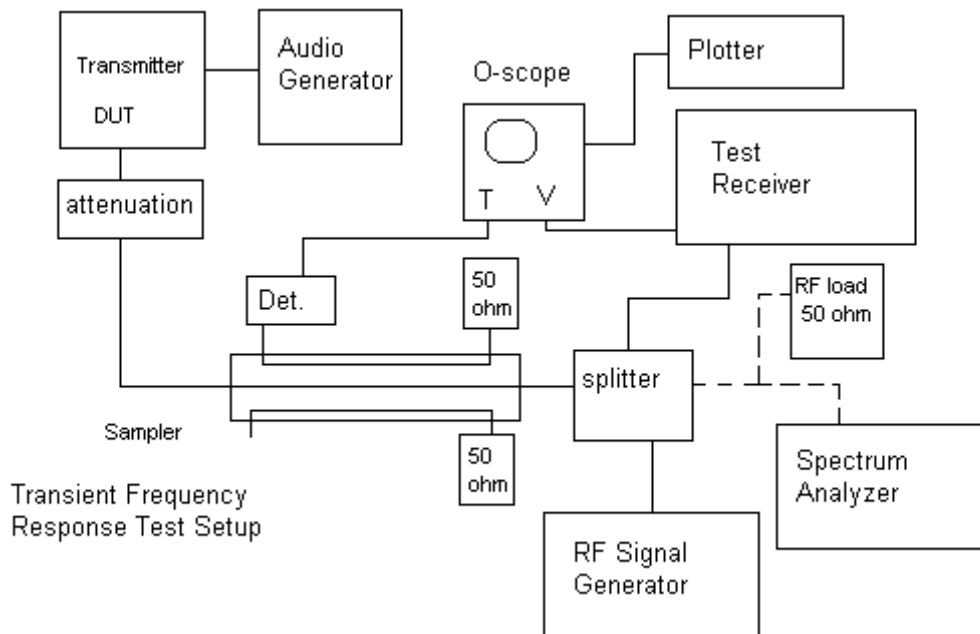 Transmitter
DUT
Audio
Generator
O-scope
Plotter
T V
Test
Receiver
attenuation
Det.
50
ohm
RF load
50 ohm
splitter
Sampler
50
ohm
Spectrum
Analyzer
Transient Frequency
Response Test Setup
RF Signal
Generator